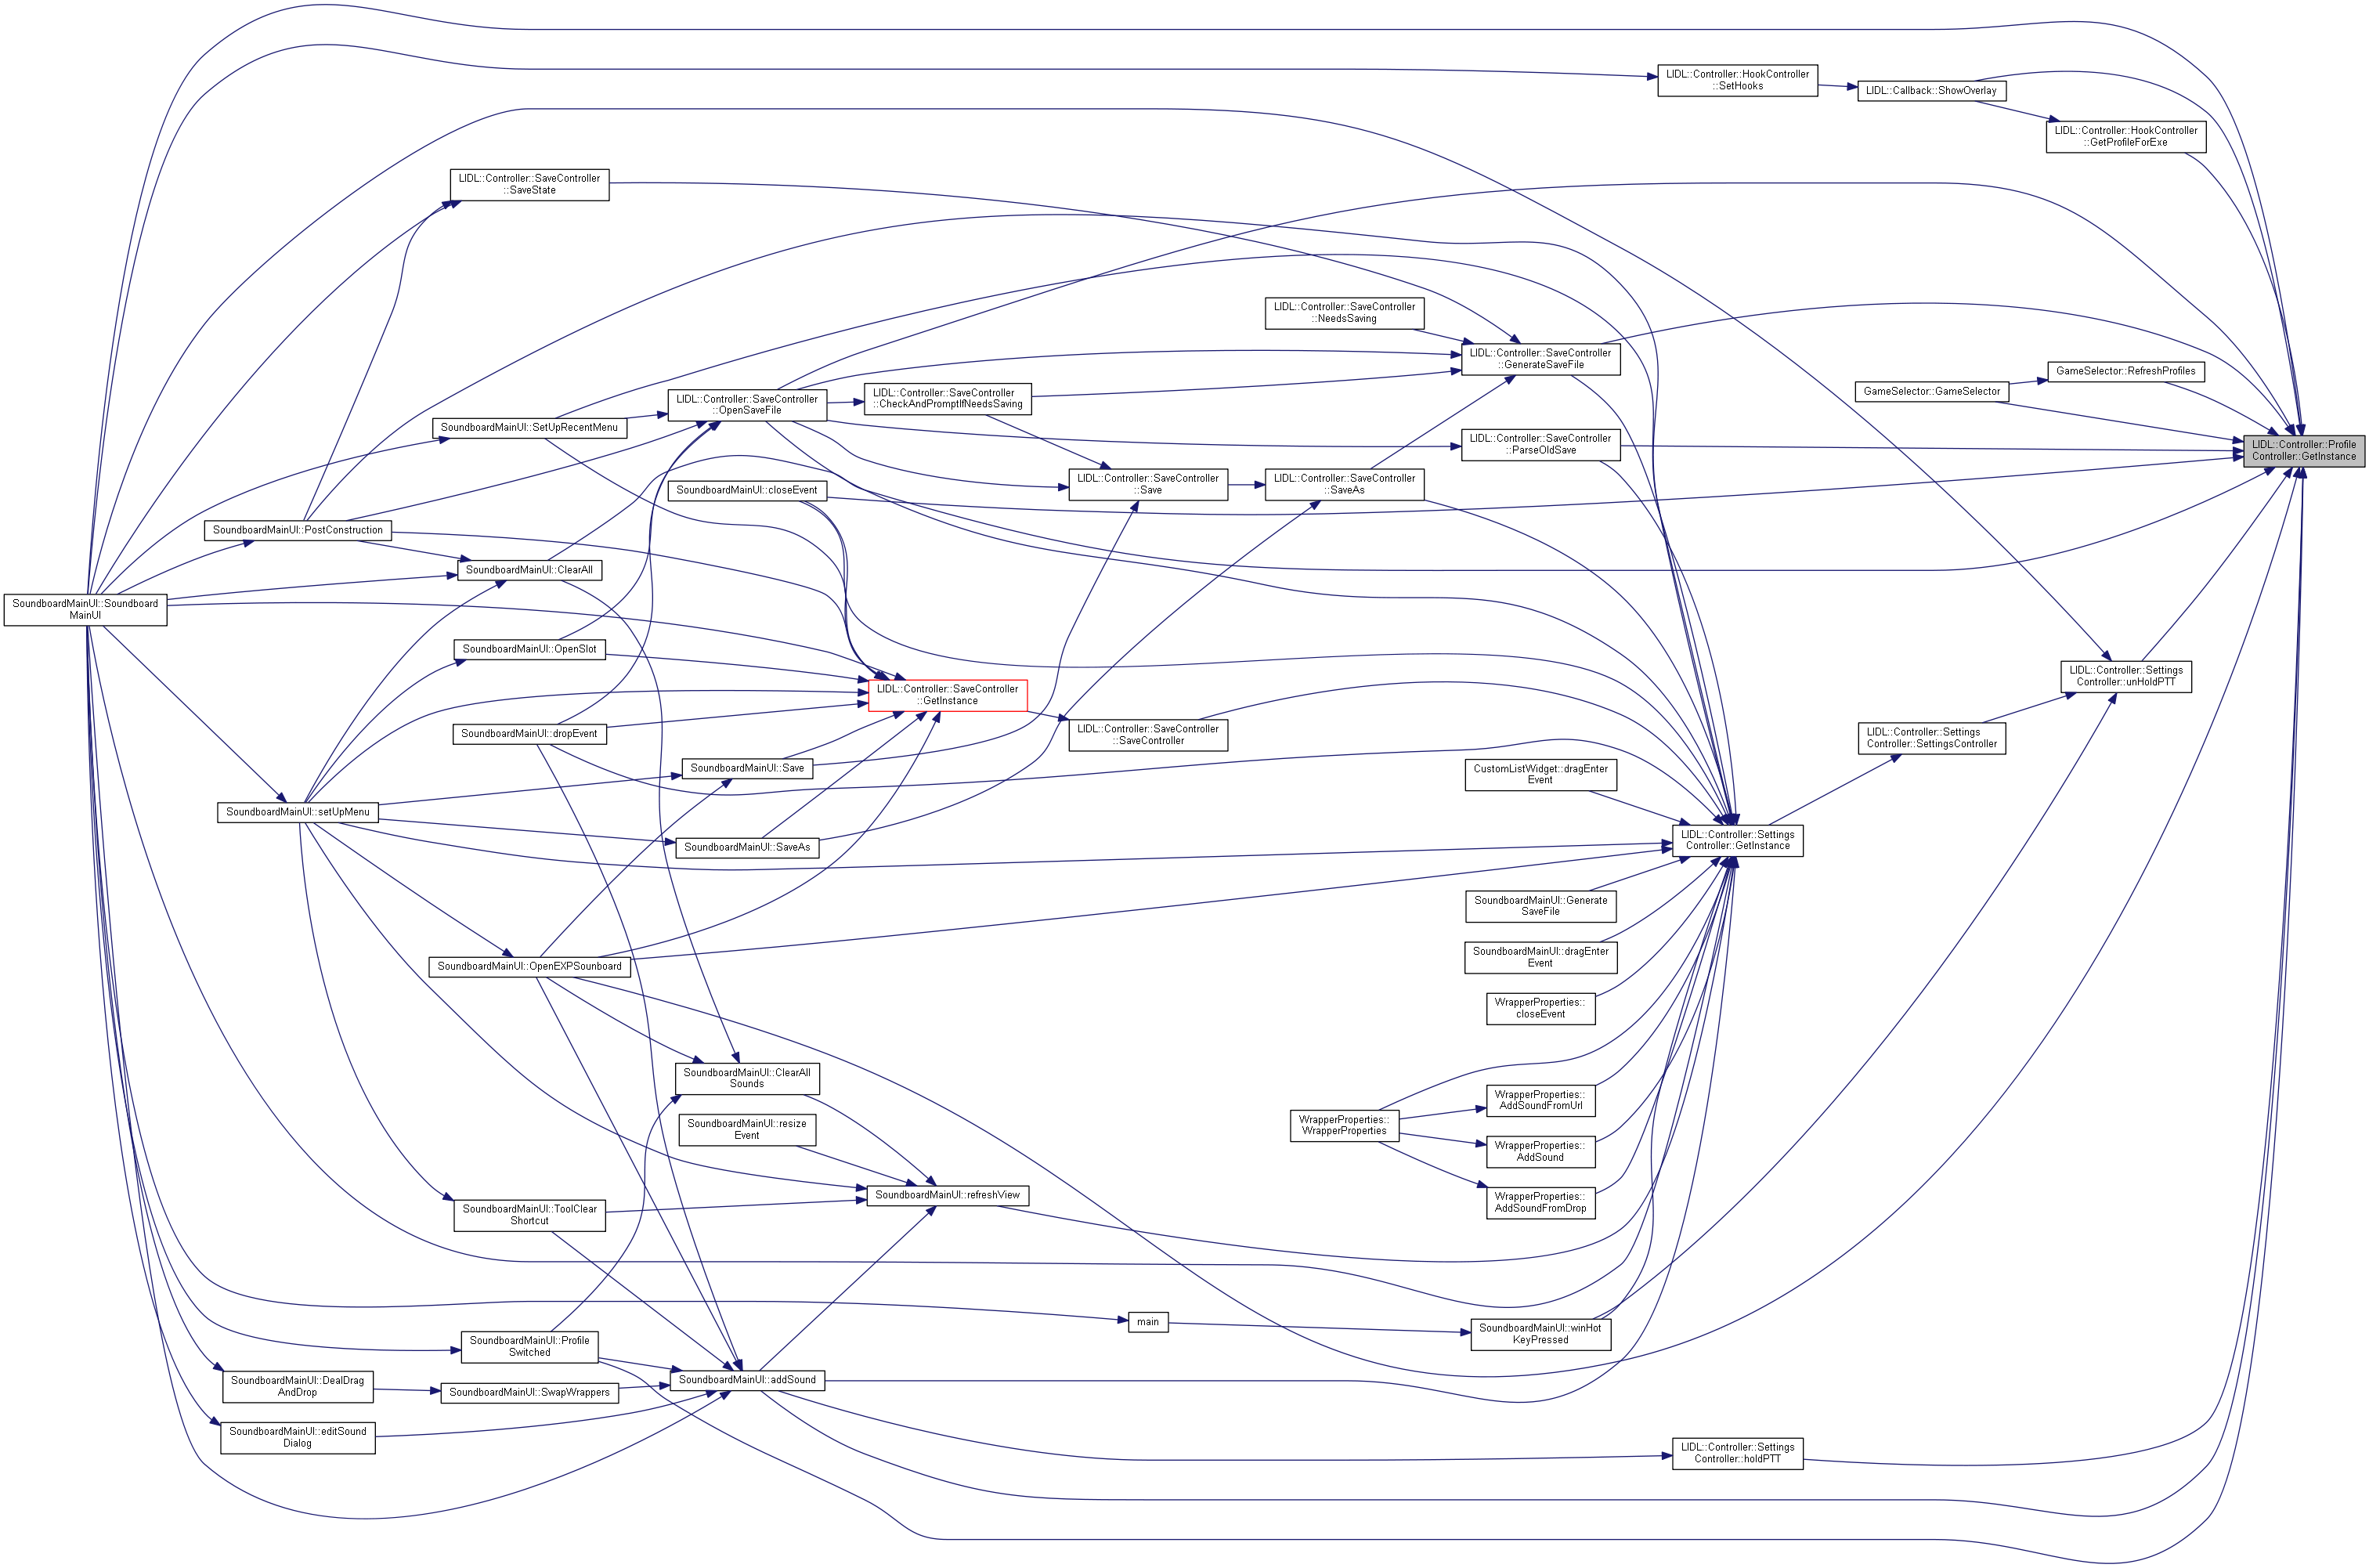 LIDL::Controller::HookController
::SetHooks
LIDL::Callback::ShowOverlay
LIDL::Controller::HookController
::GetProfileForExe
LIDL::Controller::SaveController
::SaveState
LIDL::Controller::SaveController
::NeedsSaving
LIDL::Controller::SaveController
::GenerateSaveFile
GameSelector::RefreshProfiles
GameSelector::GameSelector
LIDL::Controller::SaveController
::CheckAndPromptIfNeedsSaving
LIDL::Controller::SaveController
::OpenSaveFile
SoundboardMainUI::SetUpRecentMenu
LIDL::Controller::SaveController
::ParseOldSave
LIDL::Controller::Profile
Controller::GetInstance
SoundboardMainUI::closeEvent
LIDL::Controller::SaveController
::Save
LIDL::Controller::SaveController
::SaveAs
SoundboardMainUI::PostConstruction
SoundboardMainUI::ClearAll
SoundboardMainUI::Soundboard
MainUI
SoundboardMainUI::OpenSlot
LIDL::Controller::Settings
Controller::unHoldPTT
LIDL::Controller::SaveController
::GetInstance
SoundboardMainUI::dropEvent
LIDL::Controller::SaveController
::SaveController
LIDL::Controller::Settings
Controller::SettingsController
SoundboardMainUI::Save
CustomListWidget::dragEnter
Event
SoundboardMainUI::setUpMenu
SoundboardMainUI::SaveAs
LIDL::Controller::Settings
Controller::GetInstance
SoundboardMainUI::Generate
SaveFile
SoundboardMainUI::dragEnter
Event
SoundboardMainUI::OpenEXPSounboard
WrapperProperties::
closeEvent
SoundboardMainUI::ClearAll
Sounds
WrapperProperties::
AddSoundFromUrl
SoundboardMainUI::resize
Event
WrapperProperties::
WrapperProperties
WrapperProperties::
AddSound
SoundboardMainUI::refreshView
WrapperProperties::
AddSoundFromDrop
SoundboardMainUI::ToolClear
Shortcut
main
SoundboardMainUI::winHot
KeyPressed
SoundboardMainUI::Profile
Switched
SoundboardMainUI::DealDrag
AndDrop
SoundboardMainUI::SwapWrappers
SoundboardMainUI::addSound
SoundboardMainUI::editSound
Dialog
LIDL::Controller::Settings
Controller::holdPTT